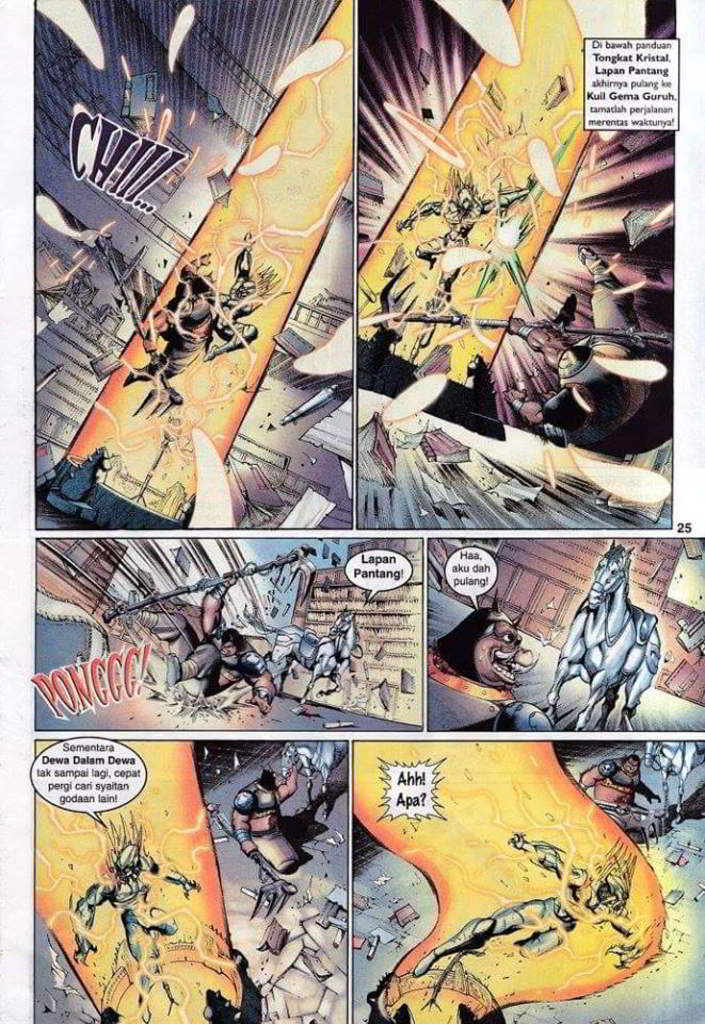 CHIII...
Di bawah panduan
Tongkat Kristal,
Lapan Pantang
akhirnya pulang ke
Kuil Gema Guruh,
tamatlah perjalanan
merentas waktunya!
25
Lapan
Pantang!
PONGGG!
Haa,
aku dah
pulang!
Sementara
Dewa Dalam Dewa
tak sampai lagi, cepat
pergi cari syaitan
godaan lain!
Ahh!
Apa?